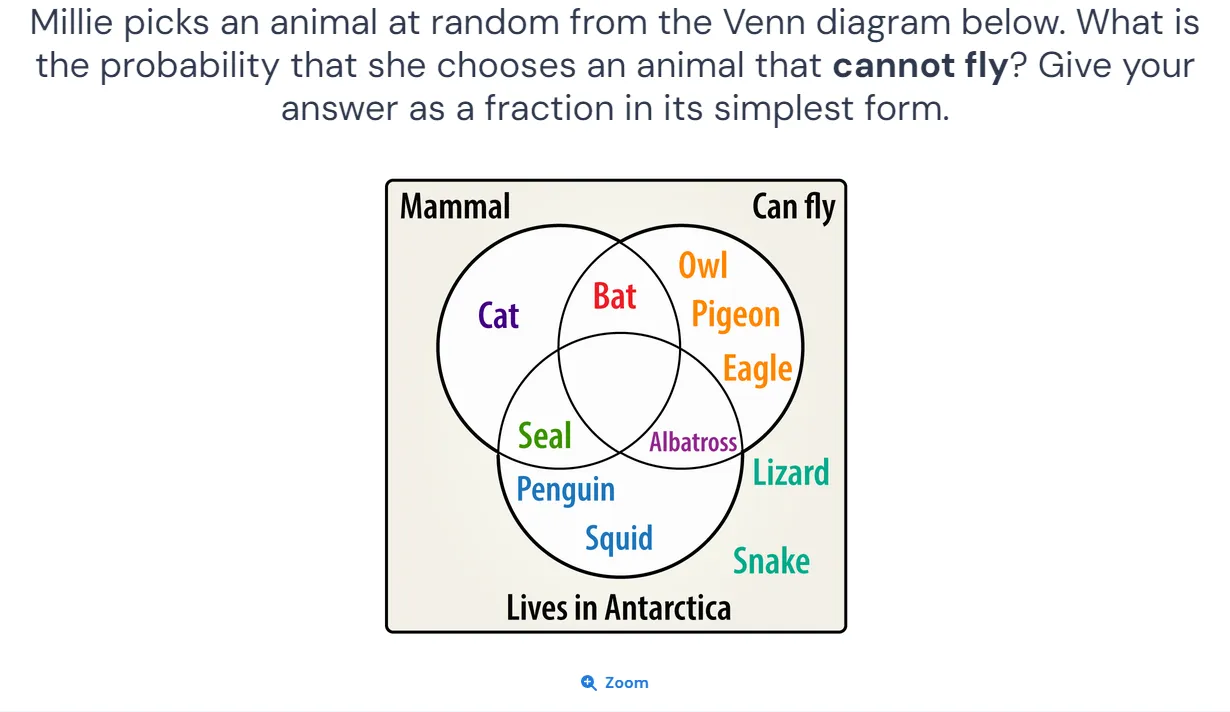 Millie picks an animal at random from the Venn diagram below. What is
the probability that she chooses an animal that cannot fly? Give your
answer as a fraction in its simplest form.
Mammal
Can fly
Owl
Bat
Cat
Pigeon
Eagle
Seal
Albatross
Lizard
Penguin
Squid
Snake
Lives in Antarctica
Zoom